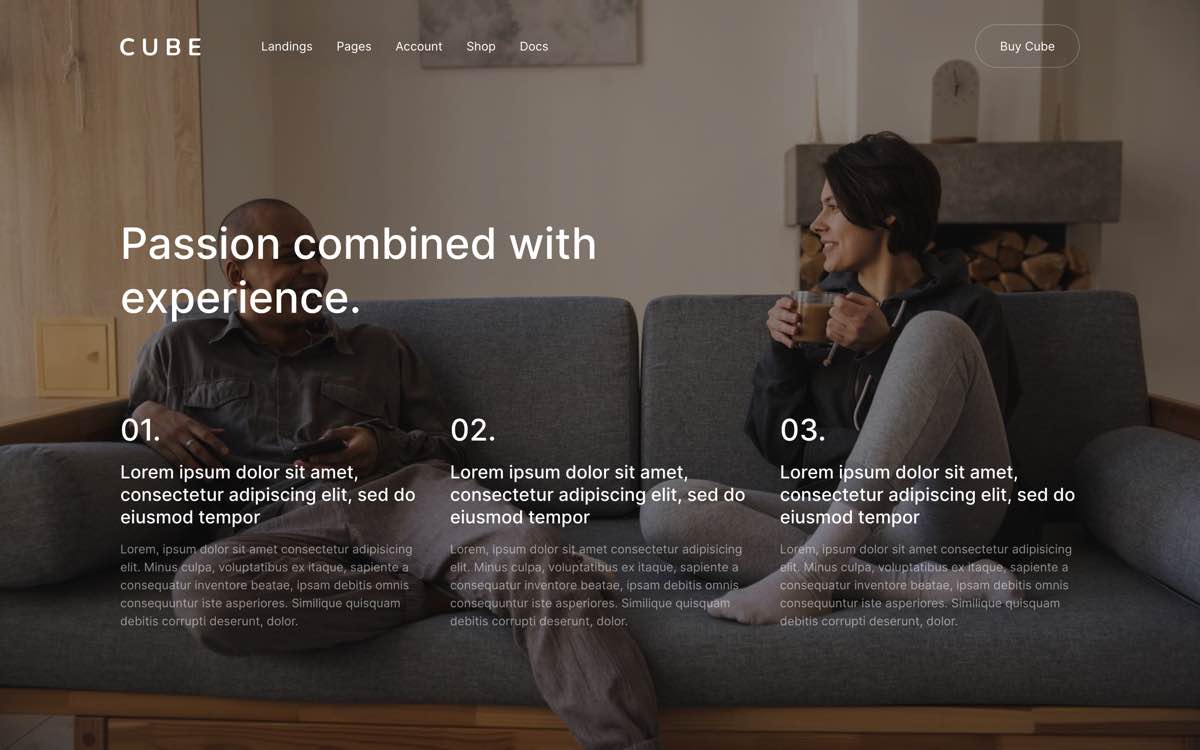 CUBE Landings Pages Account Shop Docs Buy Cube
Passion combined with
experience.
01.
Lorem ipsum dolor sit amet,
consectetur adipiscing elit, sed do
eiusmod tempor
Lorem, ipsum dolor sit amet consectetur adipisicing
elit. Minus culpa, voluptatibus ex itaque, sapiente a
consequatur inventore beatae, ipsam debitis omnis
consequuntur iste asperiores. Similique quisquam
debitis corrupti deserunt, dolor.
02.
Lorem ipsum dolor sit amet,
consectetur adipiscing elit, sed do
eiusmod tempor
Lorem, ipsum dolor sit amet consectetur adipisicing
elit. Minus culpa, voluptatibus ex itaque, sapiente a
consequatur inventore beatae, ipsam debitis omnis
consequuntur iste asperiores. Similique quisquam
debitis corrupti deserunt, dolor.
03.
Lorem ipsum dolor sit amet,
consectetur adipiscing elit, sed do
eiusmod tempor
Lorem, ipsum dolor sit amet consectetur adipisicing
elit. Minus culpa, voluptatibus ex itaque, sapiente a
consequatur inventore beatae, ipsam debitis omnis
consequuntur iste asperiores. Similique quisquam
debitis corrupti deserunt, dolor.